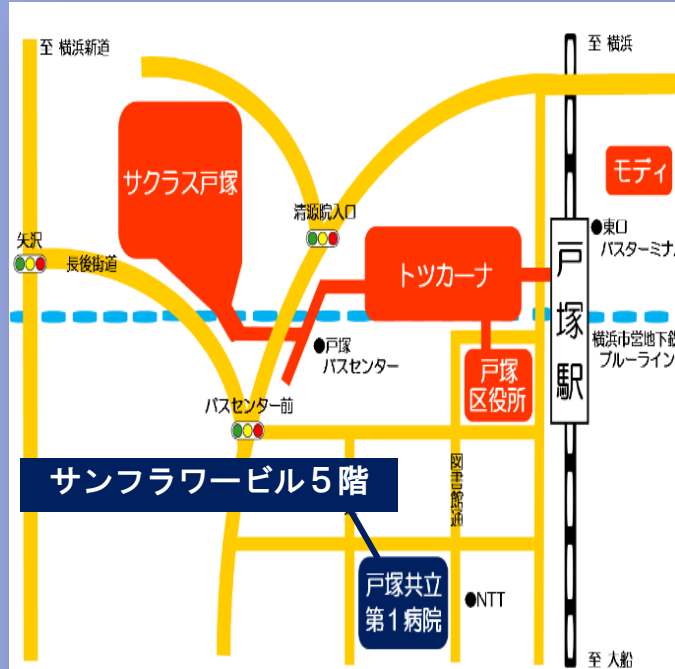 至 横浜新道
至 横浜
サクラス戸塚
モディ
清源院入口
矢沢
長後街道
●東口
バスターミナル
トツカーナ
戸塚駅
●戸塚
バスセンター
横浜市営地下鉄
ブルーライン
戸塚
区役所
バスセンター前
サンフラワービル5階
図書館通
戸塚共立
第1病院
●NTT
至 大船